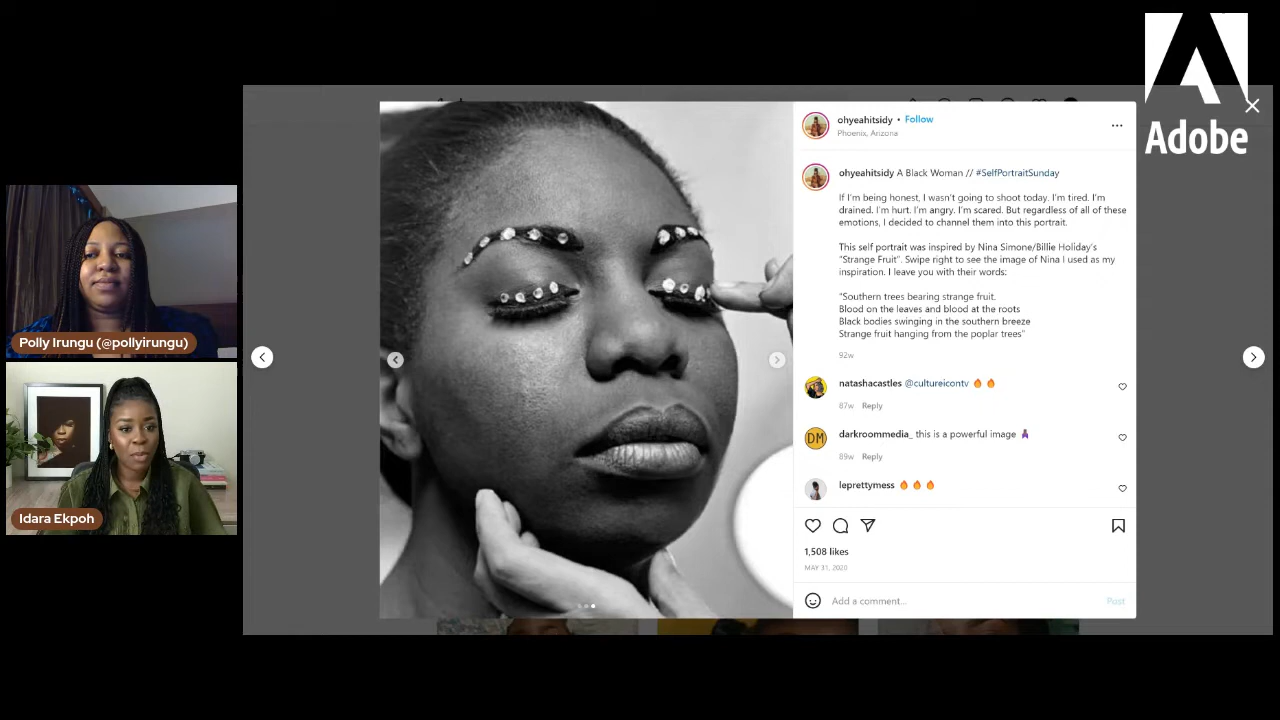 Adobe
ohyeahitsidy • Follow
Phoenix, Arizona
ohyeahitsidy A Black Woman // #SelfPortraitSunday
If I'm being honest, I wasn't going to shoot today. I'm tired. I'm
drained. I'm hurt. I'm angry. I'm scared. But regardless of all of these
emotions, I decided to channel them into this portrait.
This self portrait was inspired by Nina Simone/Billie Holiday's
"Strange Fruit". Swipe right to see the image of Nina I used as my
inspiration. I leave you with their words:
"Southern trees bearing strange fruit.
Blood on the leaves and blood at the roots
Black bodies swinging in the southern breeze
Strange fruit hanging from the poplar trees"
92w
natashacastles @cultureicontv 🔥 🔥
87w Reply
DM
darkroommedia_ this is a powerful image
89w Reply
leprettymess 🔥 🔥 🔥
1,508 likes
MAY 31, 2020
Add a comment...
Post
Polly Irungu (@pollyirungu)
Idara Ekpoh